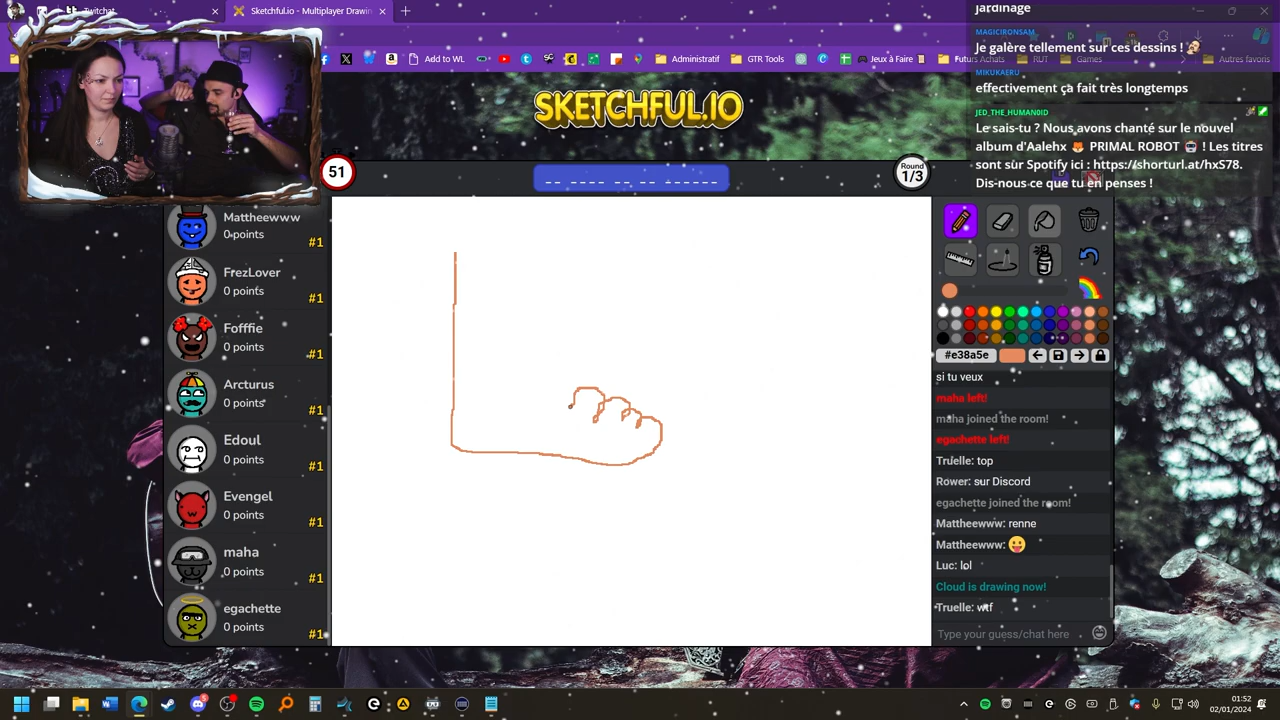 Twitchat
Sketchful.io - Multiplayer Drawin
Add to WL
Administratif
GTR Tools
Jeux à Faire
Futurs Achats
RUT
Games
Autres favoris
jardinage
MAGICIRONSAM
Je galère tellement sur ces dessins !
MIKUKAERU
effectivement ça fait très longtemps
JED_THE_HUMAN0ID
Le sais-tu ? Nous avons chanté sur le nouvel
album d'Aalehx PRIMAL ROBOT ! Les titres
sont sur Spotify ici : https://shorturl.at/hxS78.
Dis-nous ce que tu en penses !
SKETCHFUL.IO
51
Round
1/3
Mattheewww
0 points
#1
FrezLover
0 points
#1
Fofffie
0 points
#1
Arcturus
0 points
#1
Edoul
0 points
#1
Evengel
0 points
#1
maha
0 points
#1
egachette
0 points
#1
#e38a5e
si tu veux
maha left!
maha joined the room!
egachette left!
Truelle: top
Rower: sur Discord
egachette joined the room!
Mattheewww: renne
Mattheewww:
Luc: lol
Cloud is drawing now!
Truelle: wtf
Type your guess/chat here
01:52
02/01/2024